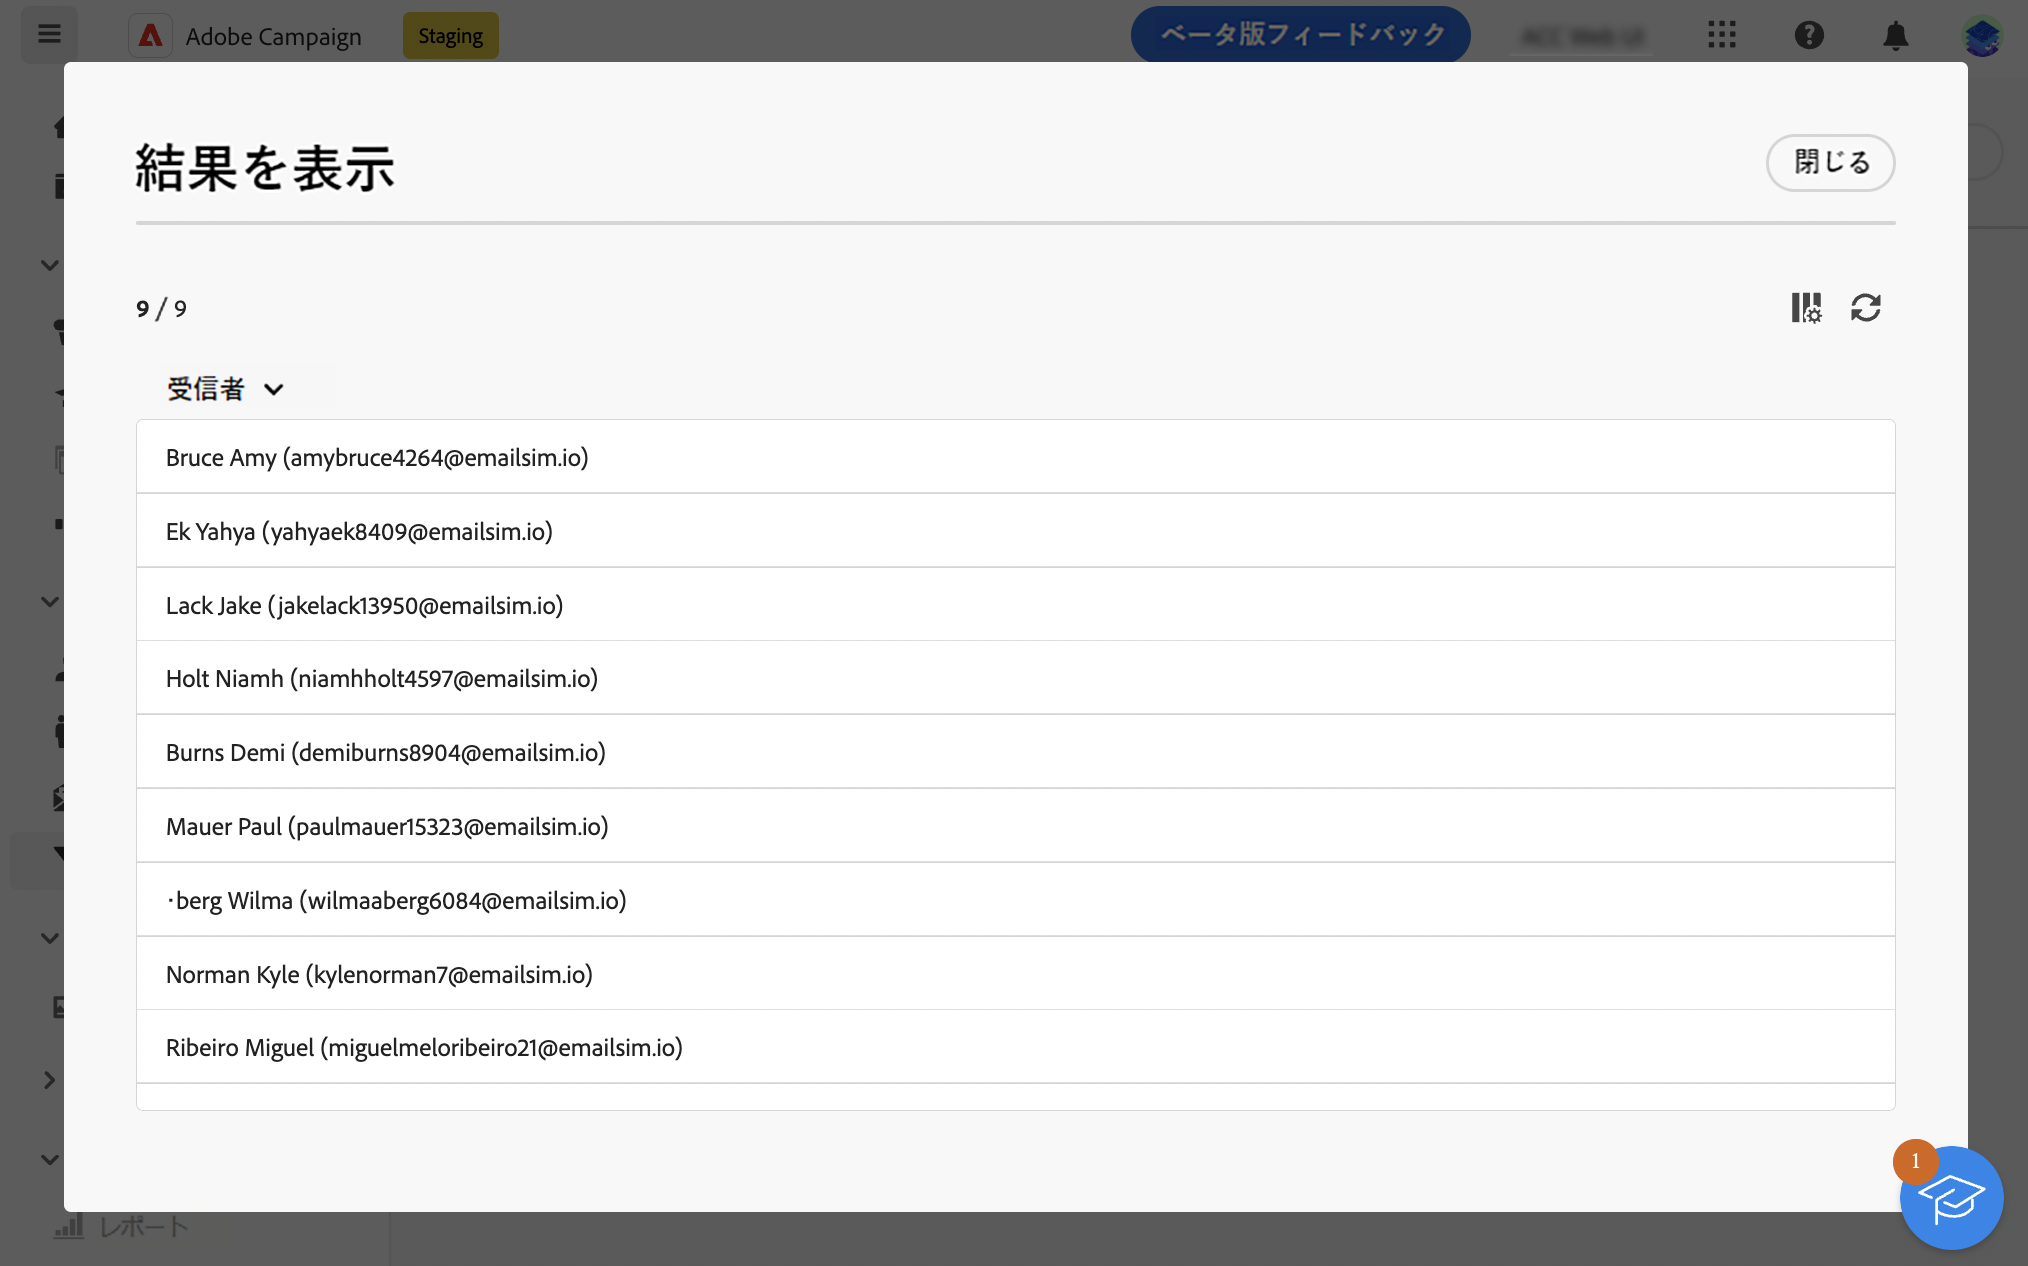 Adobe Campaign
Staging
ベータ版フィードバック
結果を表示
閉じる
9 / 9
受信者
Bruce Amy (amybruce4264@emailsim.io)
Ek Yahya (yahyaek8409@emailsim.io)
Lack Jake (jakelack13950@emailsim.io)
Holt Niamh (niamhholt4597@emailsim.io)
Burns Demi (demiburns8904@emailsim.io)
Mauer Paul (paulmauer15323@emailsim.io)
·berg Wilma (wilmaaberg6084@emailsim.io)
Norman Kyle (kylenorman7@emailsim.io)
Ribeiro Miguel (miguelmeloribeiro21@emailsim.io)
1
レポート